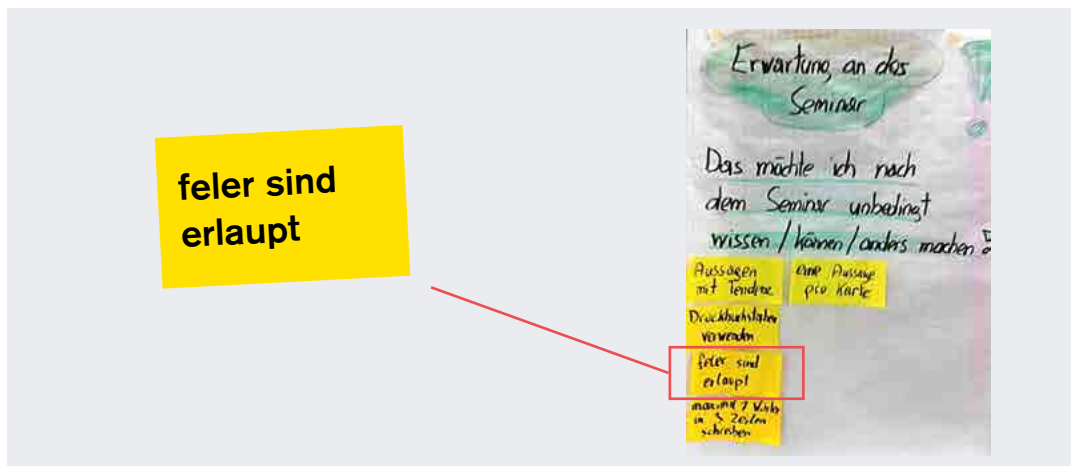 feler sind
erlaupt
Erwartung an das
Seminar
Das möchte ich nach
dem Seminar unbedingt
wissen / können / anders machen
Aussagen
mit Tendenz
eine Aussage
pro Karte
Druckbuchstaben
verwenden
feler sind
erlaupt
maximal 7 Worte
in 3 Zeilen
schreiben